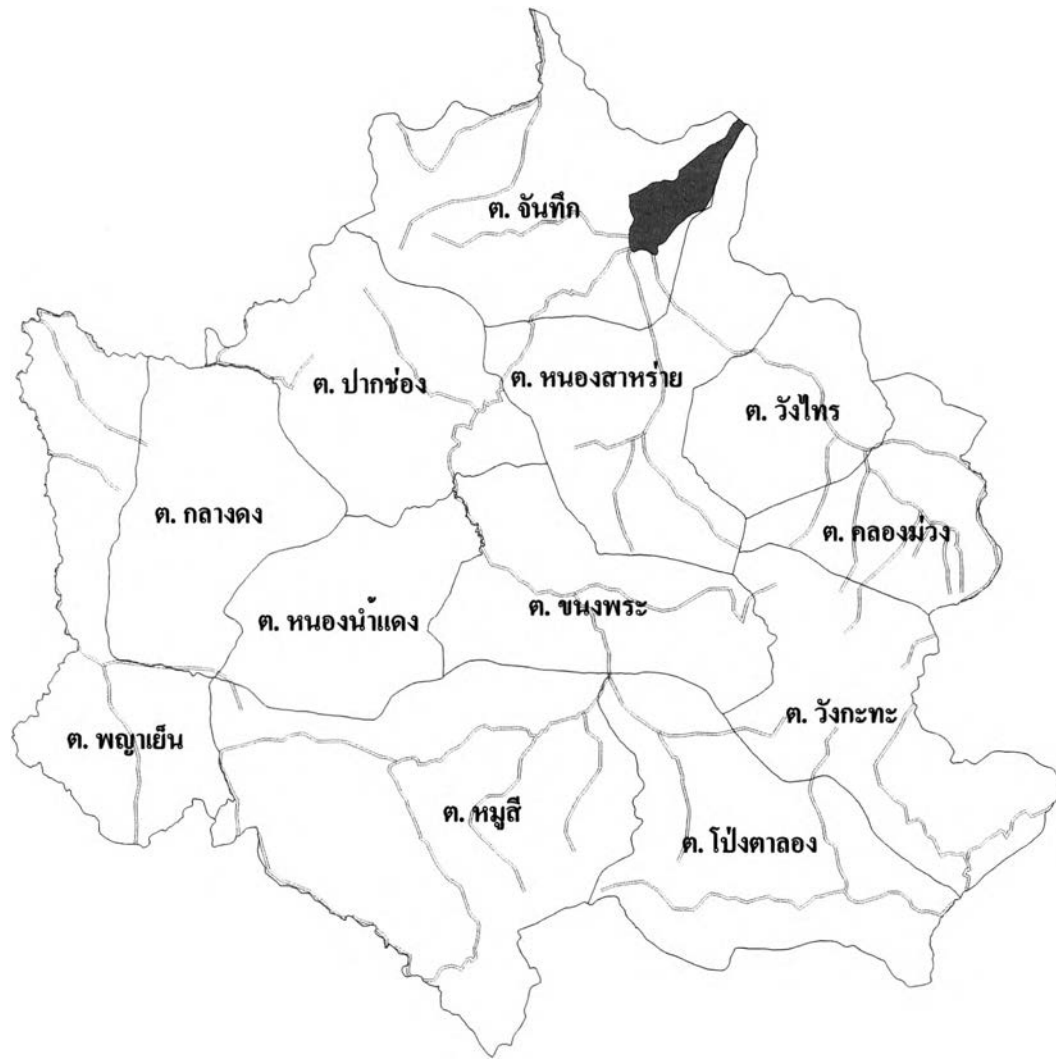 ต. จันทึก
ต. ปากช่อง
ต. หนองสาหร่าย
ต. วังไทร
ต. กลางดง
ต. คลองม่วง
ต. หนองน้ำแดง
ต. ขนงพระ
ต. พญาเย็น
ต. วังกะทะ
ต. หมูสี
ต. โป่งตาลอง